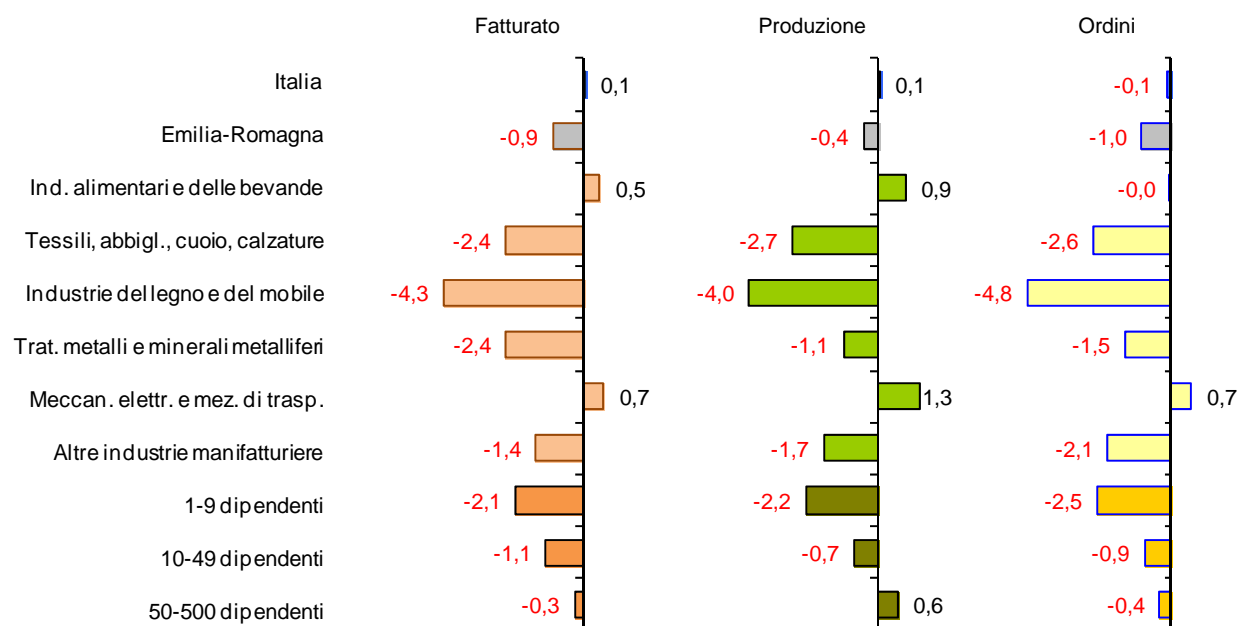 Fatturato Produzione Ordini
Italia 0,1 0,1 -0,1
Emilia-Romagna -0,9 -0,4 -1,0
Ind. alimentari e delle bevande 0,5 0,9 -0,0
Tessili, abbigl., cuoio, calzature -2,4 -2,7 -2,6
Industrie del legno e del mobile -4,3 -4,0 -4,8
Trat. metalli e minerali metalliferi -2,4 -1,1 -1,5
Meccan. elettr. e mez. di trasp. 0,7 1,3 0,7
Altre industrie manifatturiere -1,4 -1,7 -2,1
1-9 dipendenti -2,1 -2,2 -2,5
10-49 dipendenti -1,1 -0,7 -0,9
50-500 dipendenti -0,3 0,6 -0,4